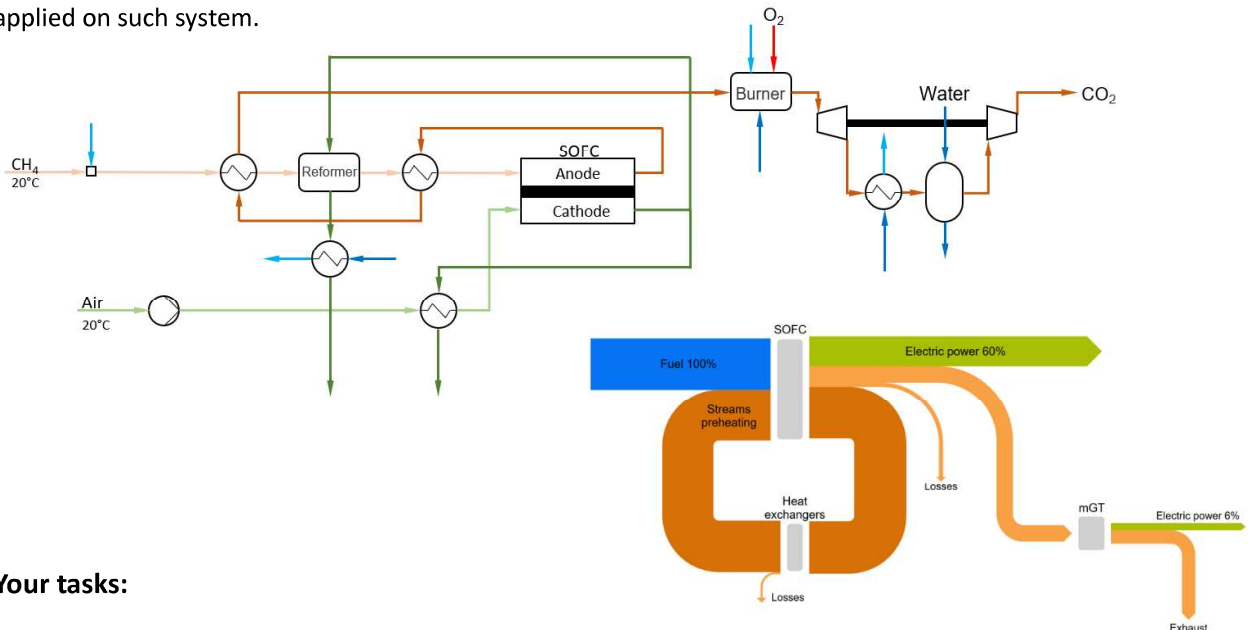 applied on such system.
O₂
Burner
Water
CO₂
CH₄
20°C
Reformer
SOFC
Anode
Cathode
Air
20°C
SOFC
Fuel 100%
Electric power 60%
Streams
preheating
Losses
Heat
exchangers
mGT
Electric power 6%
Losses
Exhaust
Your tasks: